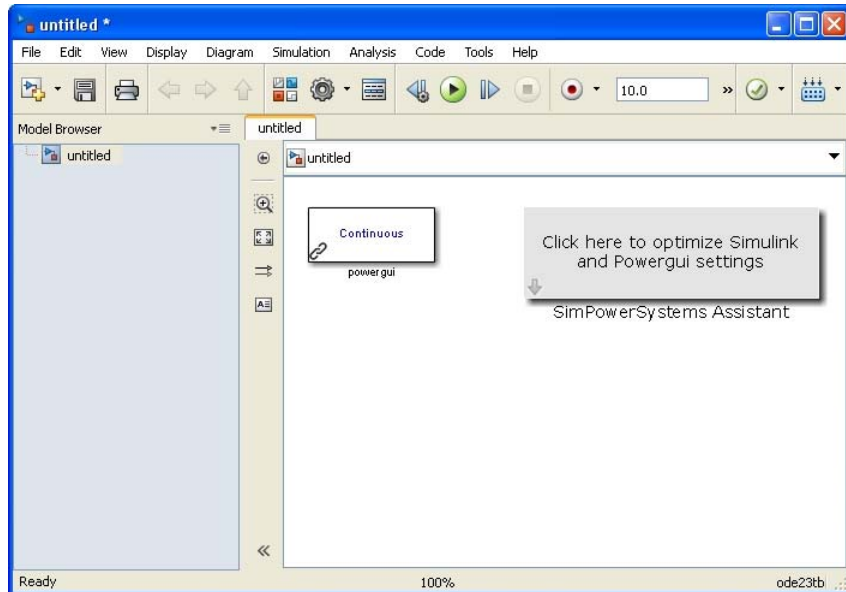 untitled *
File Edit View Display Diagram Simulation Analysis Code Tools Help
10.0 »
Model Browser
untitled
untitled
untitled
Continuous
powergui
Click here to optimize Simulink
and Powergui settings
SimPowerSystems Assistant
Ready 100% ode23tb